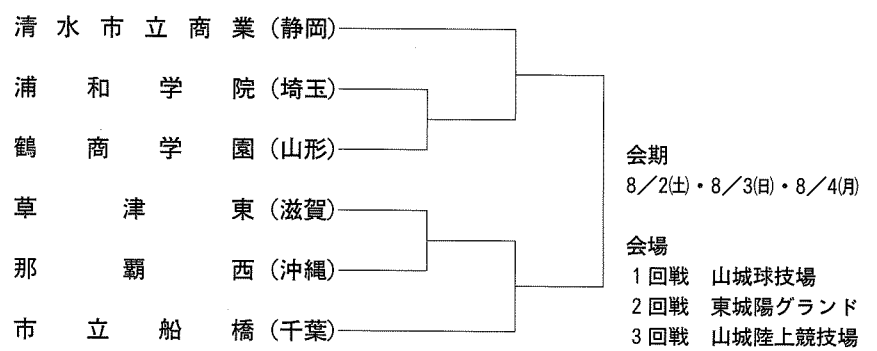 清水市立商業（静岡）
浦和学院（埼玉）
鶴商学園（山形）
草津東（滋賀）
那覇西（沖縄）
市立船橋（千葉）
会期
8／2㈯・8／3㈰・8／4㈪
会場
1回戦　山城球技場
2回戦　東城陽グランド
3回戦　山城陸上競技場